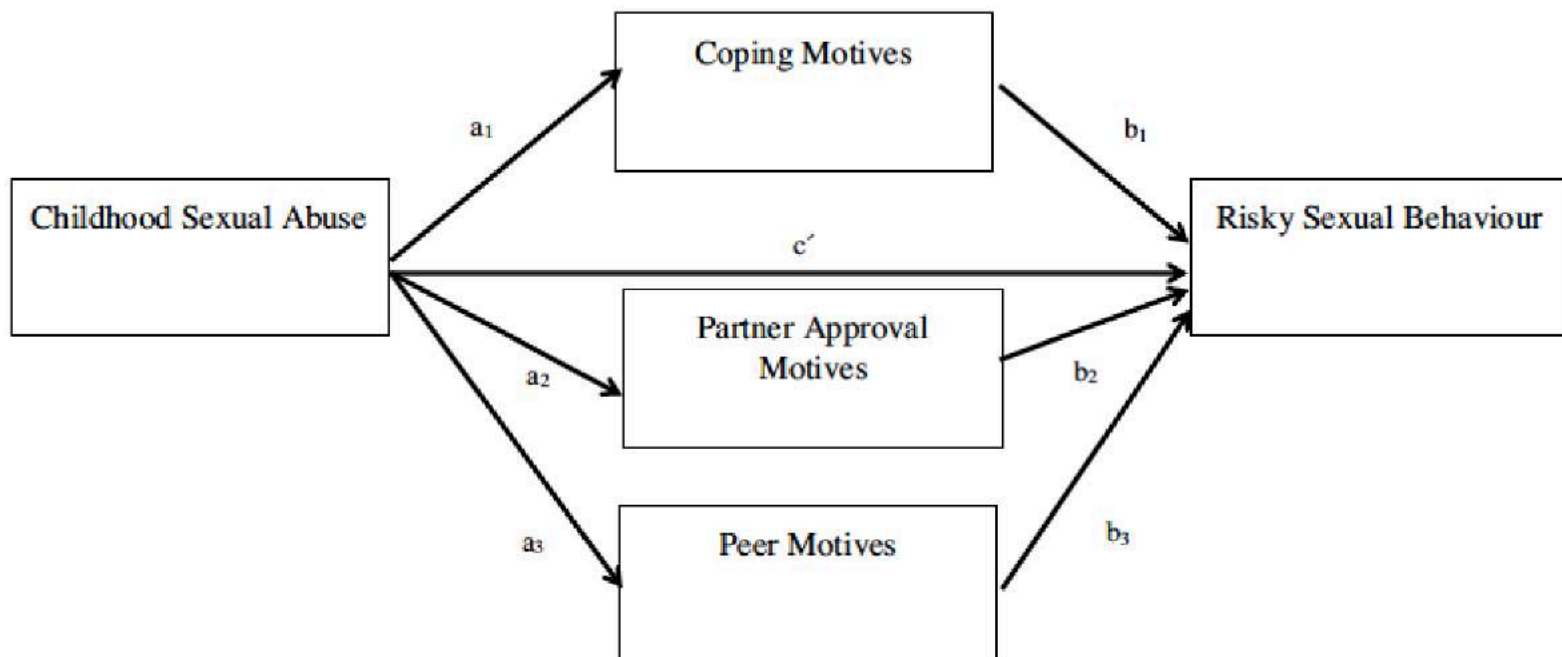 Coping Motives
a₁
b₁
Childhood Sexual Abuse
Risky Sexual Behaviour
c´
Partner Approval
Motives
a₂
b₂
a₃
Peer Motives
b₃